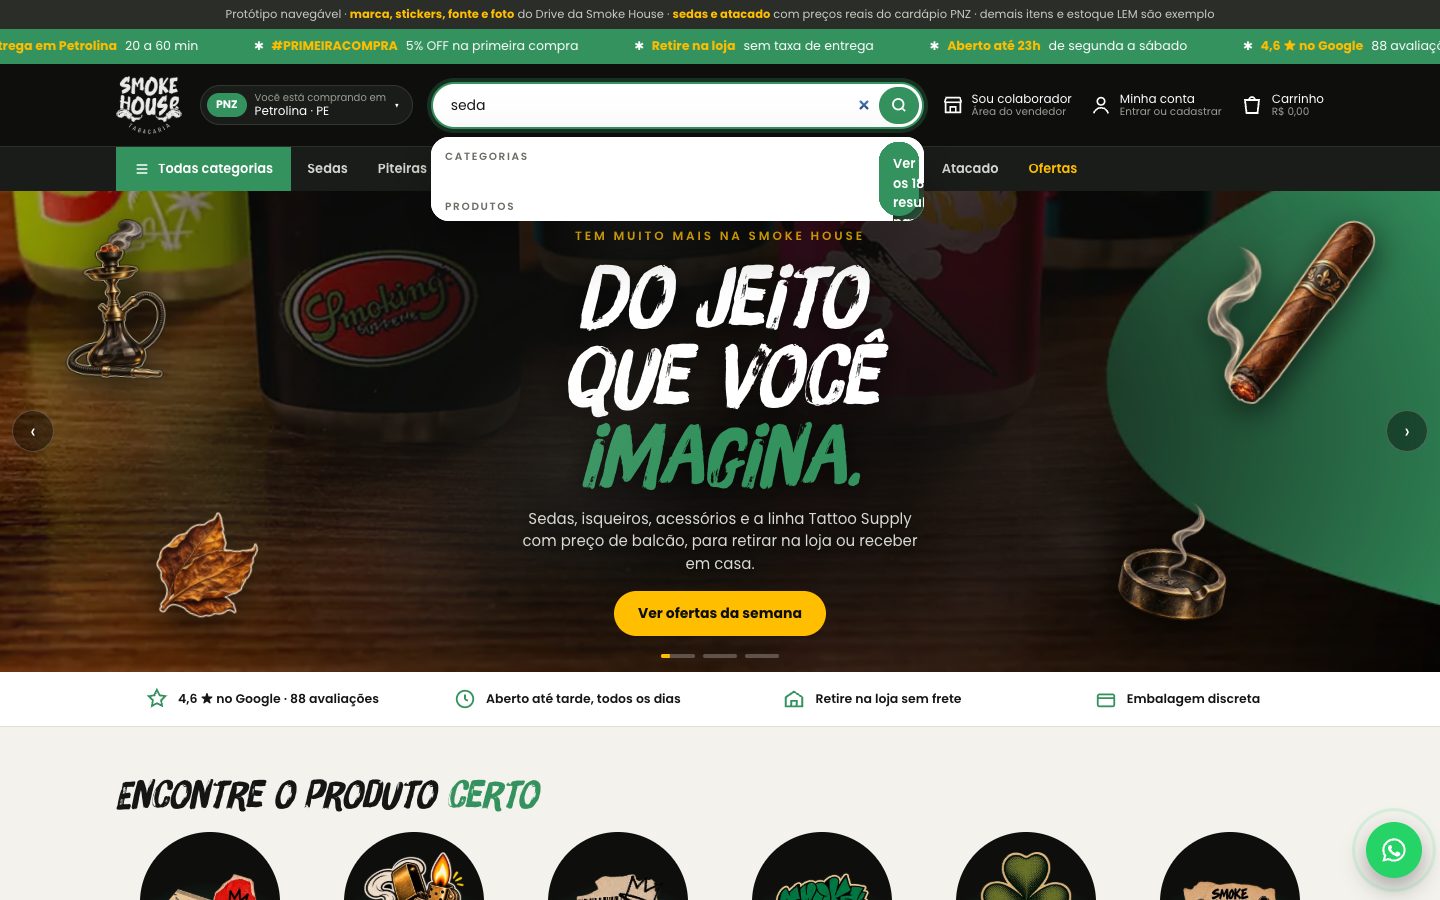 Protótipo navegável · marca, stickers, fonte e foto do Drive da Smoke House · sedas e atacado com preços reais do cardápio PNZ · demais itens e estoque LEM são exemplo
trega em Petrolina 20 a 60 min * #PRIMEIRACOMPRA 5% OFF na primeira compra * Retire na loja sem taxa de entrega * Aberto até 23h de segunda a sábado * 4,6 ★ no Google 88 avaliaç
SMOKE
HOUSE
TABACARIA
PNZ
Você está comprando em
Petrolina · PE
seda
Sou colaborador
Área do vendedor
Minha conta
Entrar ou cadastrar
Carrinho
R$ 0,00
Todas categorias
Sedas
Piteiras
Atacado
Ofertas
CATEGORIAS
PRODUTOS
Ver
os 18
resul
Smoking
SUPREME
TEM MUITO MAIS NA SMOKE HOUSE
DO JEITO
QUE VOCÊ
IMAGINA.
Sedas, isqueiros, acessórios e a linha Tattoo Supply
com preço de balcão, para retirar na loja ou receber
em casa.
Ver ofertas da semana
4,6 ★ no Google · 88 avaliações
Aberto até tarde, todos os dias
Retire na loja sem frete
Embalagem discreta
ENCONTRE O PRODUTO CERTO
SMOKE